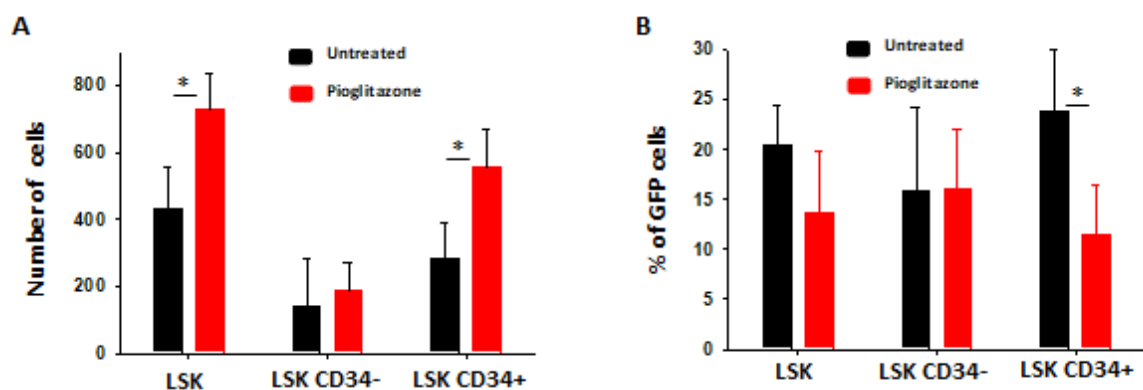 A
Number of cells
800
600
400
200
0
Untreated
Pioglitazone
*
*
LSK
LSK CD34-
LSK CD34+
B
% of GFP cells
30
25
20
15
10
5
0
Untreated
Pioglitazone
*
LSK
LSK CD34-
LSK CD34+